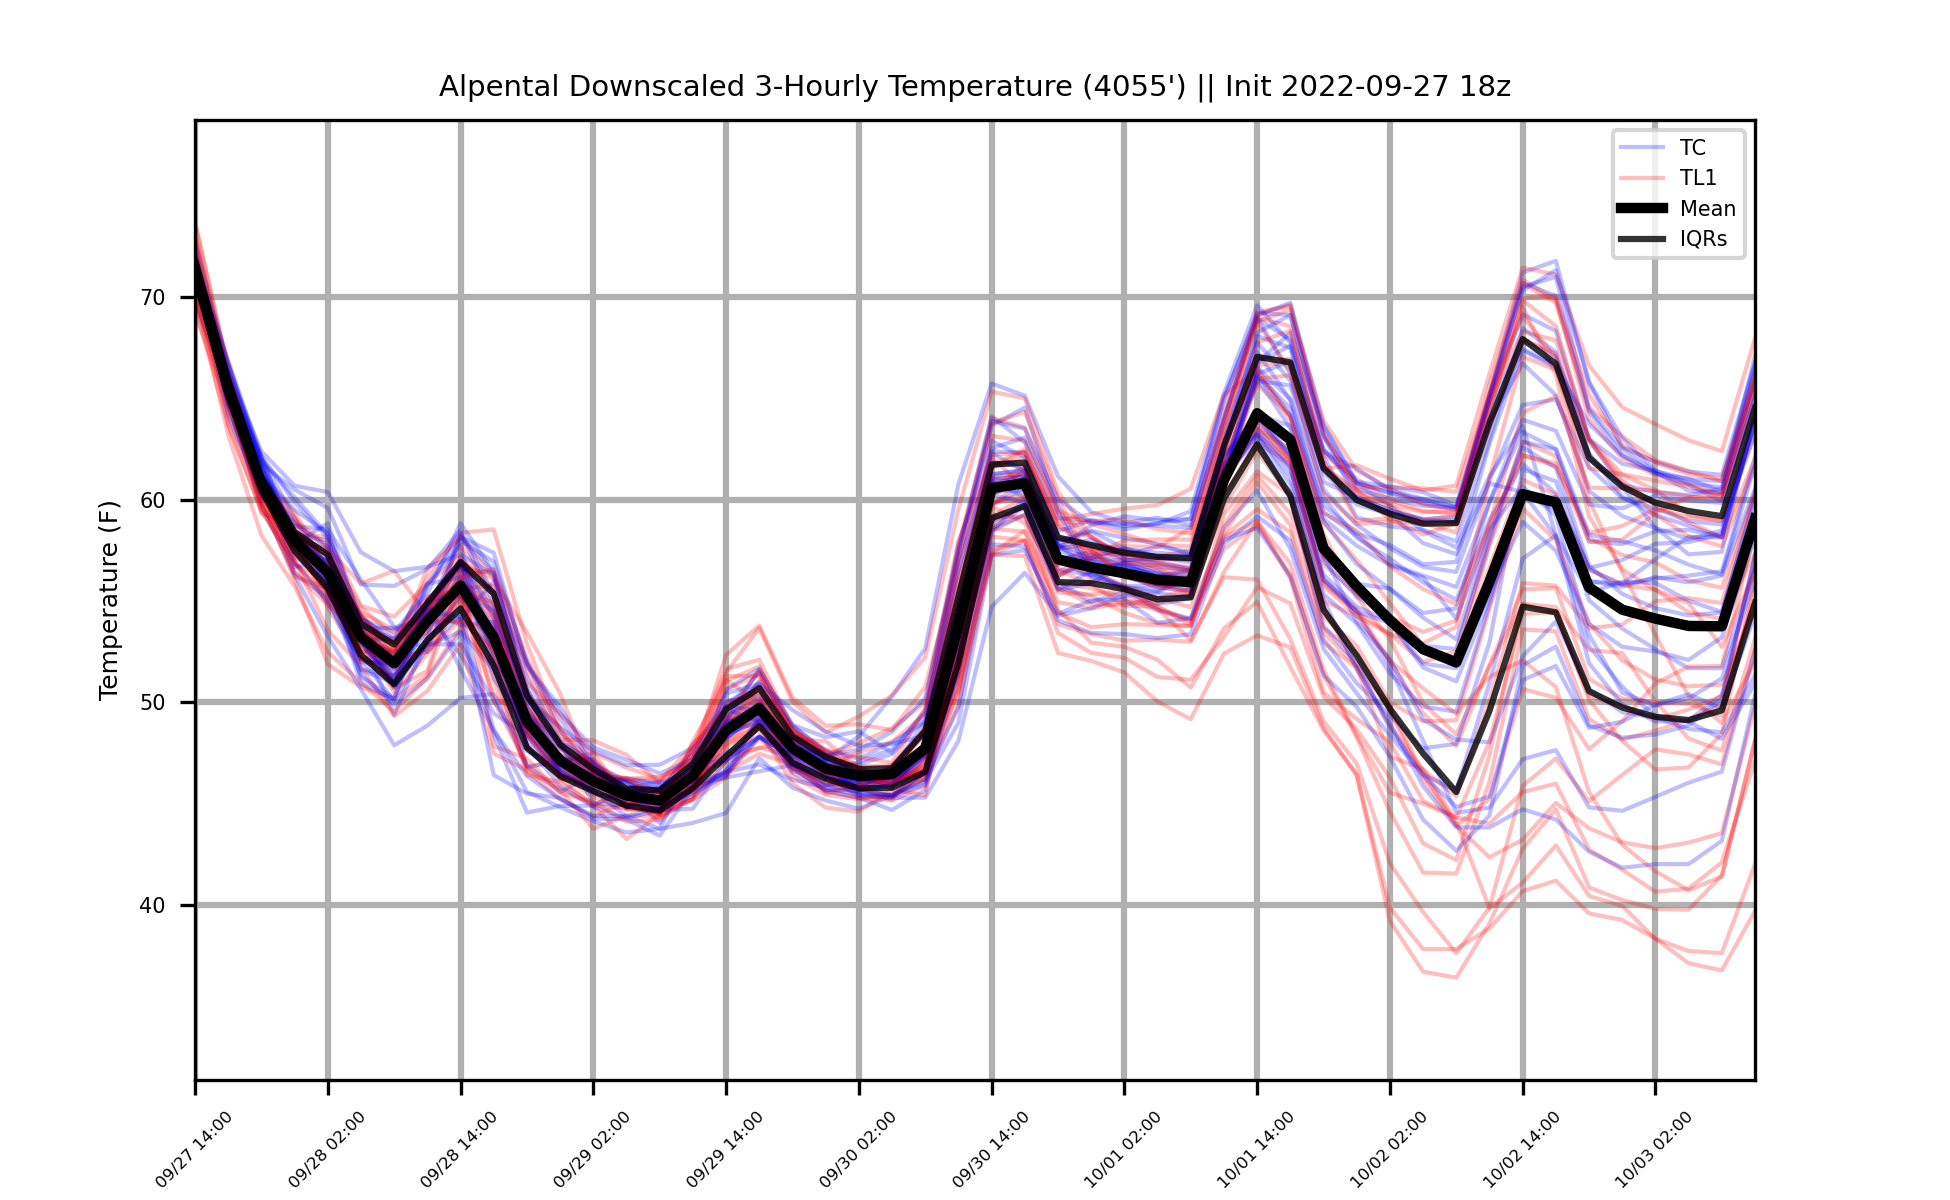 Alpental Downscaled 3-Hourly Temperature (4055') || Init 2022-09-27 18z
TC
TL1
Mean
IQRs
Temperature (F)
70
60
50
40
09/27 14:00
09/28 02:00
09/28 14:00
09/29 02:00
09/29 14:00
09/30 02:00
09/30 14:00
10/01 02:00
10/01 14:00
10/02 02:00
10/02 14:00
10/03 02:00